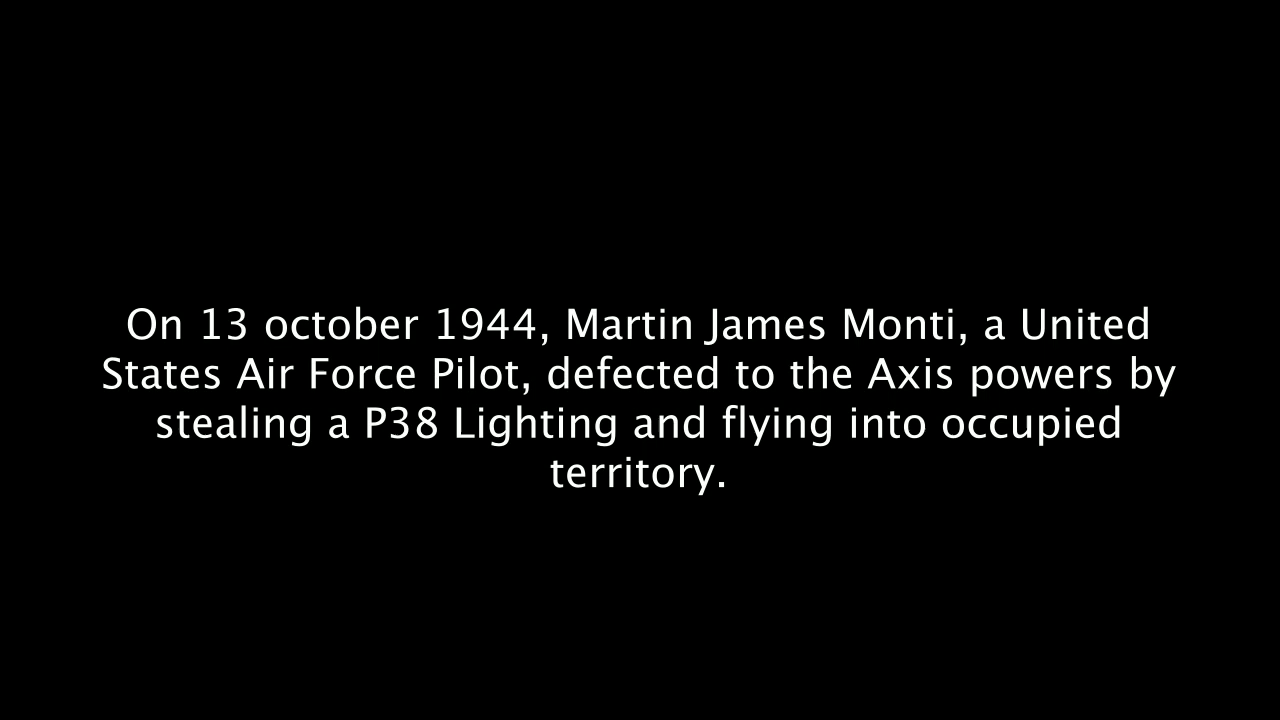 On 13 october 1944, Martin James Monti, a United
States Air Force Pilot, defected to the Axis powers by
stealing a P38 Lighting and flying into occupied
territory.